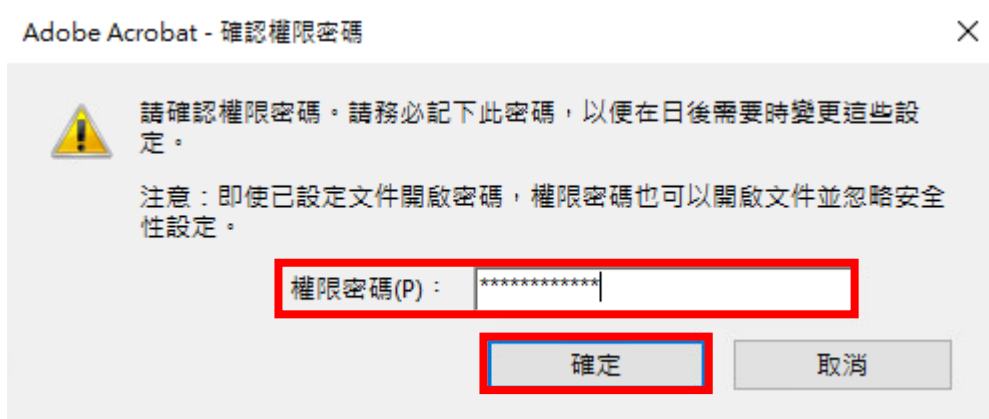 Adobe Acrobat - 確認權限密碼
請確認權限密碼。請務必記下此密碼，以便在日後需要時變更這些設
定。
注意：即使已設定文件開啟密碼，權限密碼也可以開啟文件並忽略安全
性設定。
權限密碼(P)： ************
確定 取消